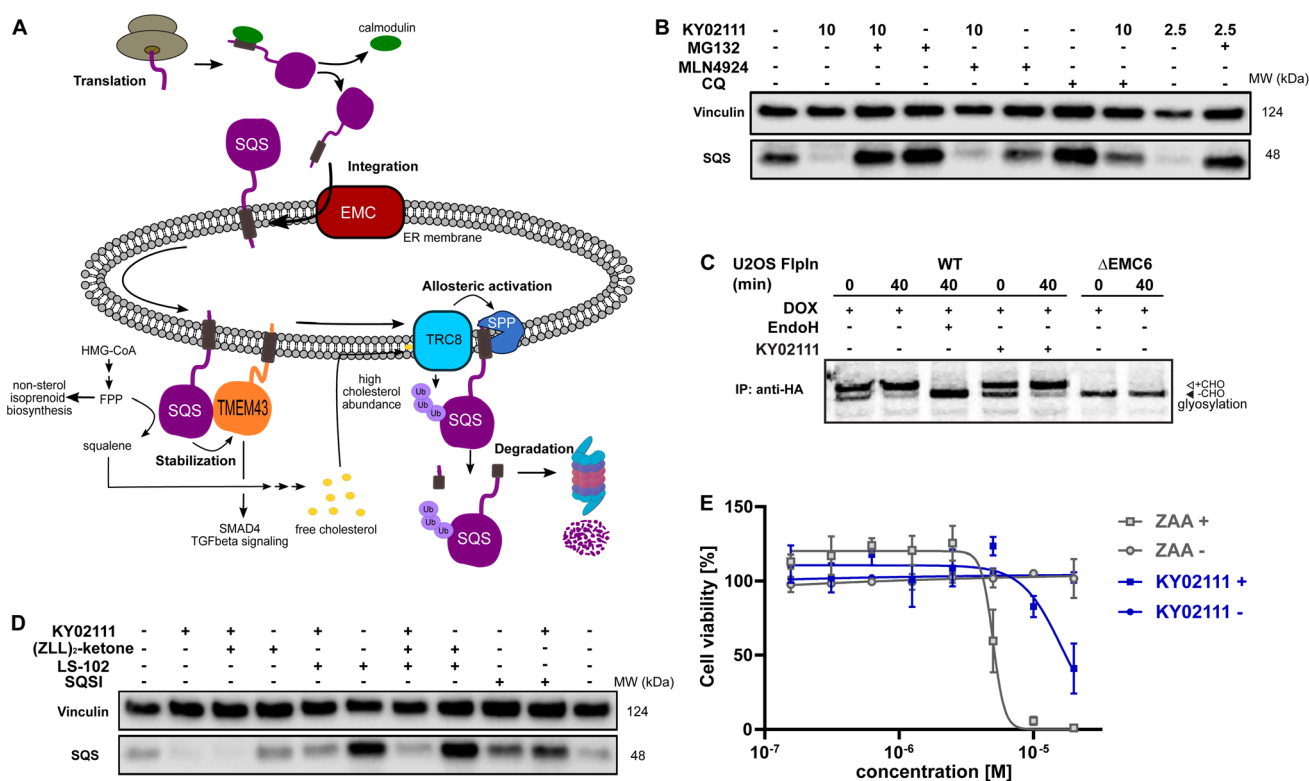 A
calmodulin
Translation
SQS
Integration
EMC
ER membrane
Allosteric activation
SPP
TRC8
HMG-CoA
non-sterol
isoprenoid
biosynthesis
FPP
SQS
TMEM43
high
cholesterol
abundance
Ub
Ub
Ub
SQS
squalene
Stabilization
Degradation
free cholesterol
SMAD4
TGFbeta signaling
Ub
Ub
Ub
SQS
B
KY02111 - 10 10 - 10 - - 10 2.5 2.5
MG132 - - + + - - - - - +
MLN4924 - - - - + + - - - -
CQ - - - - - - + + - -
MW (kDa)
Vinculin 124
SQS 48
C
U2OS FlpIn WT ΔEMC6
(min) 0 40 40 0 40 0 40
DOX + + + + + + +
EndoH - - + - - - -
KY02111 - - - + + - -
IP: anti-HA
+CHO
-CHO
glyosylation
D
KY02111 - + + - + - + - - + -
(ZLL)₂-ketone - - + + - - + + - - -
LS-102 - - - - + + + + - - -
SQSI - - - - - - - - + + -
MW (kDa)
Vinculin 124
SQS 48
E
Cell viability [%]
150
100
50
0
10⁻⁷ 10⁻⁶ 10⁻⁵
concentration [M]
ZAA +
ZAA -
KY02111 +
KY02111 -